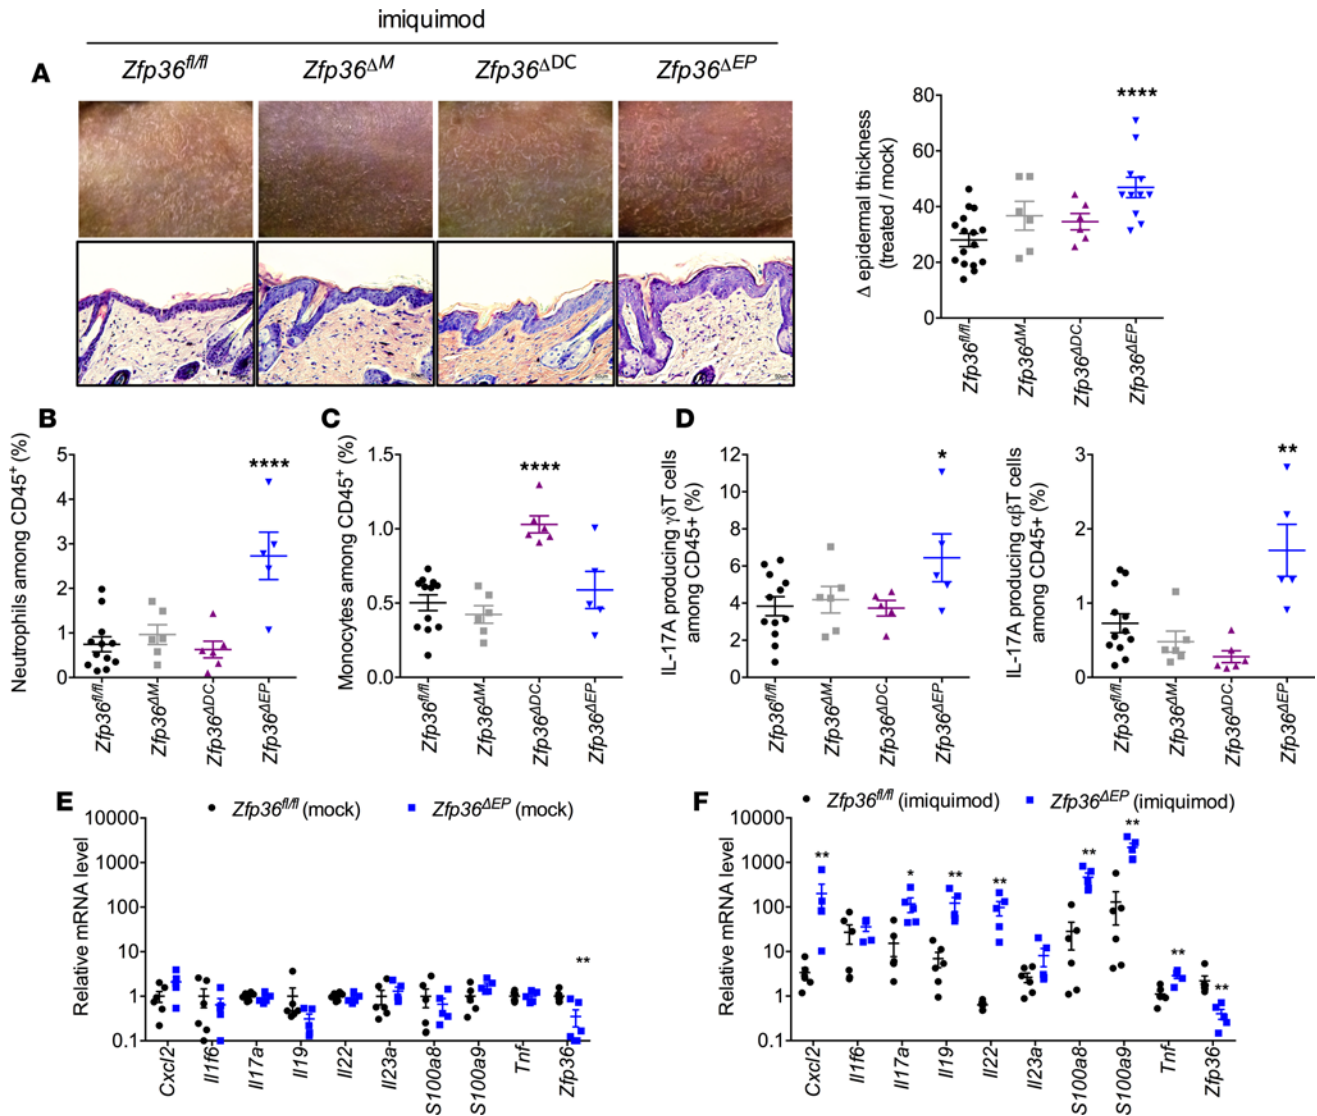 imiquimod
A
Zfp36fl/fl
Zfp36ΔM
Zfp36ΔDC
Zfp36ΔEP
Δ epidermal thickness
(treated / mock)
80
60
40
20
0
****
Zfp36fl/fl
Zfp36ΔM
Zfp36ΔDC
Zfp36ΔEP
B
Neutrophils among CD45+ (%)
5
4
3
2
1
0
****
Zfp36fl/fl
Zfp36ΔM
Zfp36ΔDC
Zfp36ΔEP
C
Monocytes among CD45+ (%)
1.5
1.0
0.5
0.0
****
Zfp36fl/fl
Zfp36ΔM
Zfp36ΔDC
Zfp36ΔEP
D
IL-17A producing γδT cells
among CD45+ (%)
12
10
8
6
4
2
0
*
Zfp36fl/fl
Zfp36ΔM
Zfp36ΔDC
Zfp36ΔEP
IL-17A producing αβT cells
among CD45+ (%)
3
2
1
0
**
Zfp36fl/fl
Zfp36ΔM
Zfp36ΔDC
Zfp36ΔEP
E
Zfp36fl/fl (mock)
Zfp36ΔEP (mock)
Relative mRNA level
10000
1000
100
10
1
0.1
**
Cxcl2
Il1f6
Il17a
Il19
Il22
Il23a
S100a8
S100a9
Tnf
Zfp36
F
Zfp36fl/fl (imiquimod)
Zfp36ΔEP (imiquimod)
Relative mRNA level
10000
1000
100
10
1
0.1
**
*
**
**
**
**
**
**
Cxcl2
Il1f6
Il17a
Il19
Il22
Il23a
S100a8
S100a9
Tnf
Zfp36